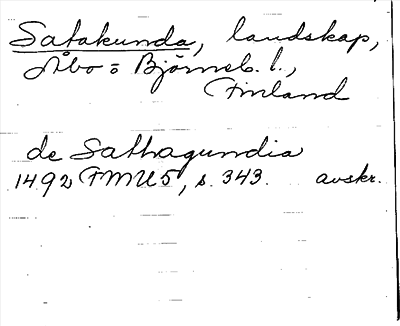 Satakunda, landskap,
Åbo o Björneb. l.,
Finland
de Sathagundia
1492 FMU 5, s. 343. avskr.